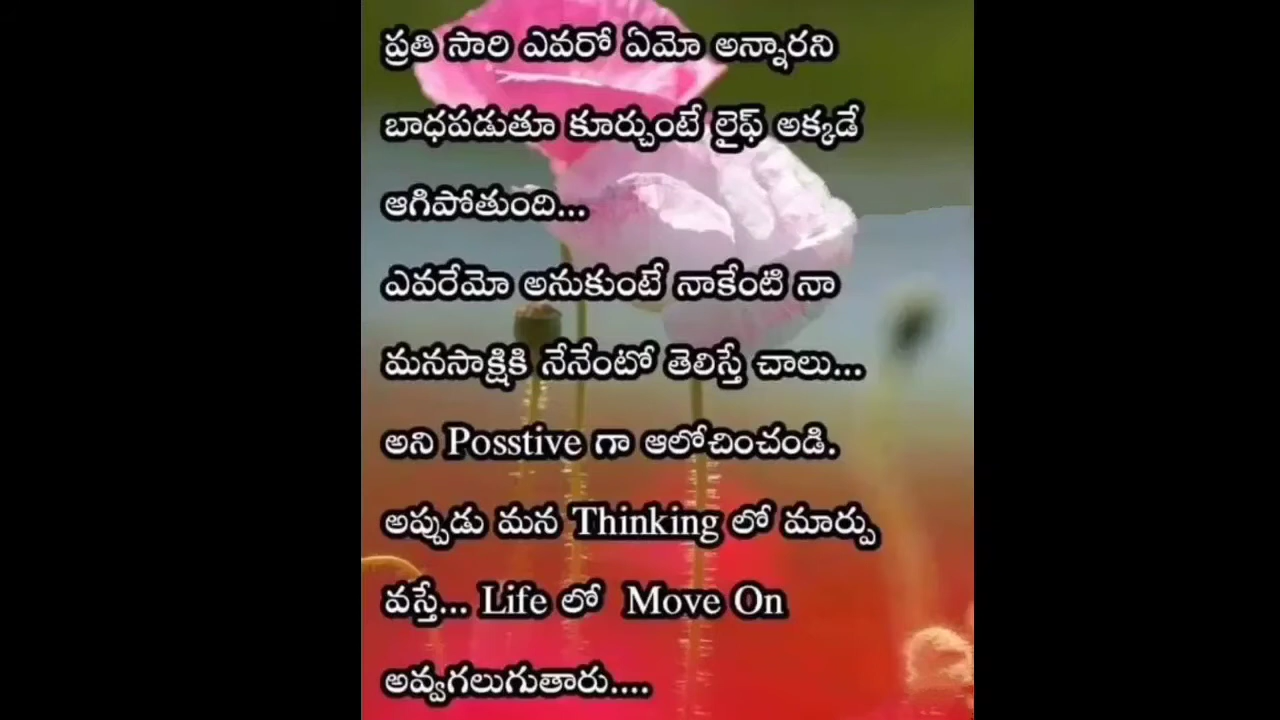 ప్రతి సారి ఎవరో ఏమో అన్నారని
బాధపడుతూ కూర్చుంటే లైఫ్ అక్కడే
ఆగిపోతుంది...
ఎవరేమో అనుకుంటే నాకేంటి నా
మనసాక్షికి నేనేంటో తెలిస్తే చాలు...
అని Posstive గా ఆలోచించండి.
అప్పుడు మన Thinking లో మార్పు
వస్తే... Life లో Move On
అవ్వగలుగుతారు....